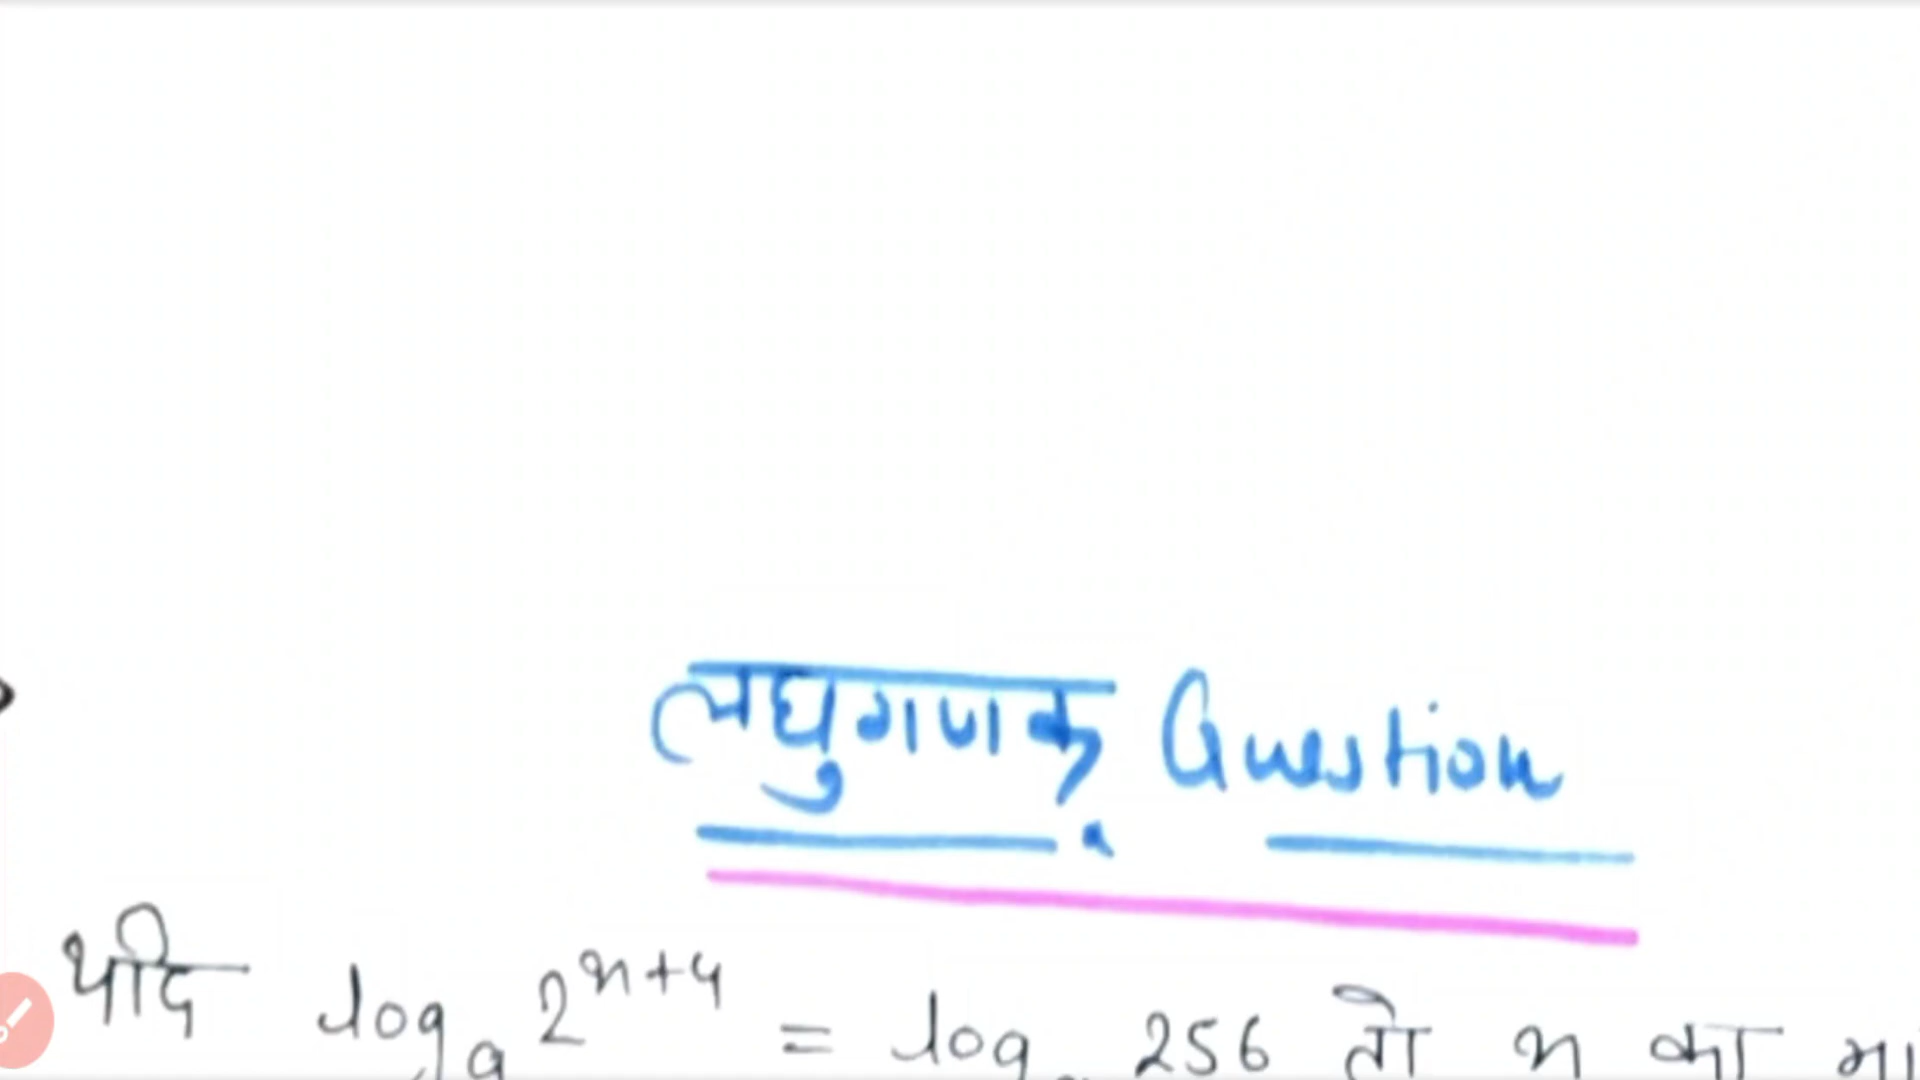 लघुगणक Question
यदि log_a 2^{x+4} = log_a 256 तो x का मा